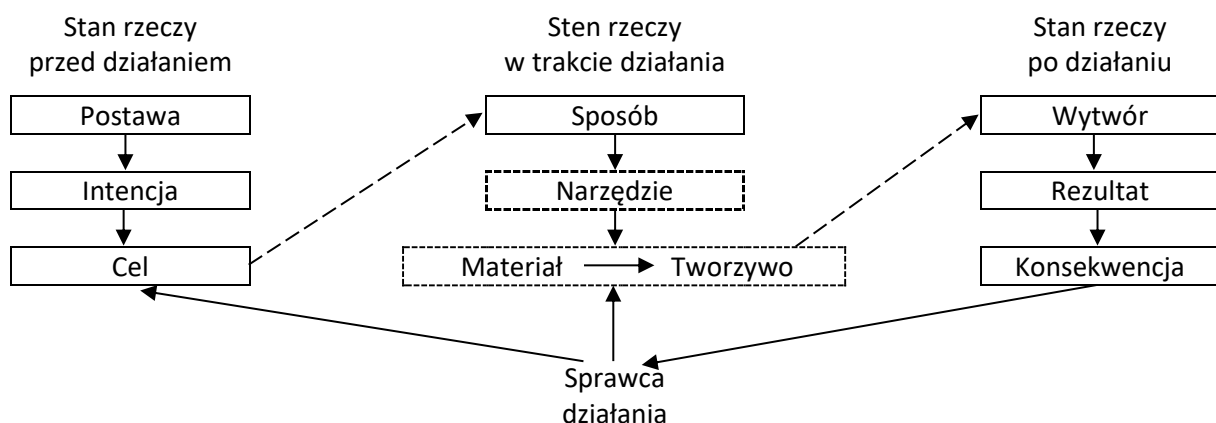 Stan rzeczy
przed działaniem
Postawa
Intencja
Cel
Sten rzeczy
w trakcie działania
Sposób
Narzędzie
Materiał Tworzywo
Stan rzeczy
po działaniu
Wytwór
Rezultat
Konsekwencja
Sprawca
działania